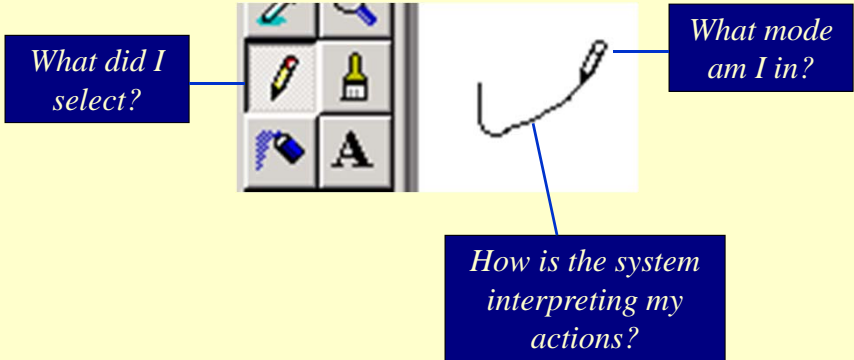 What did I
select?
What mode
am I in?
A
How is the system
interpreting my
actions?